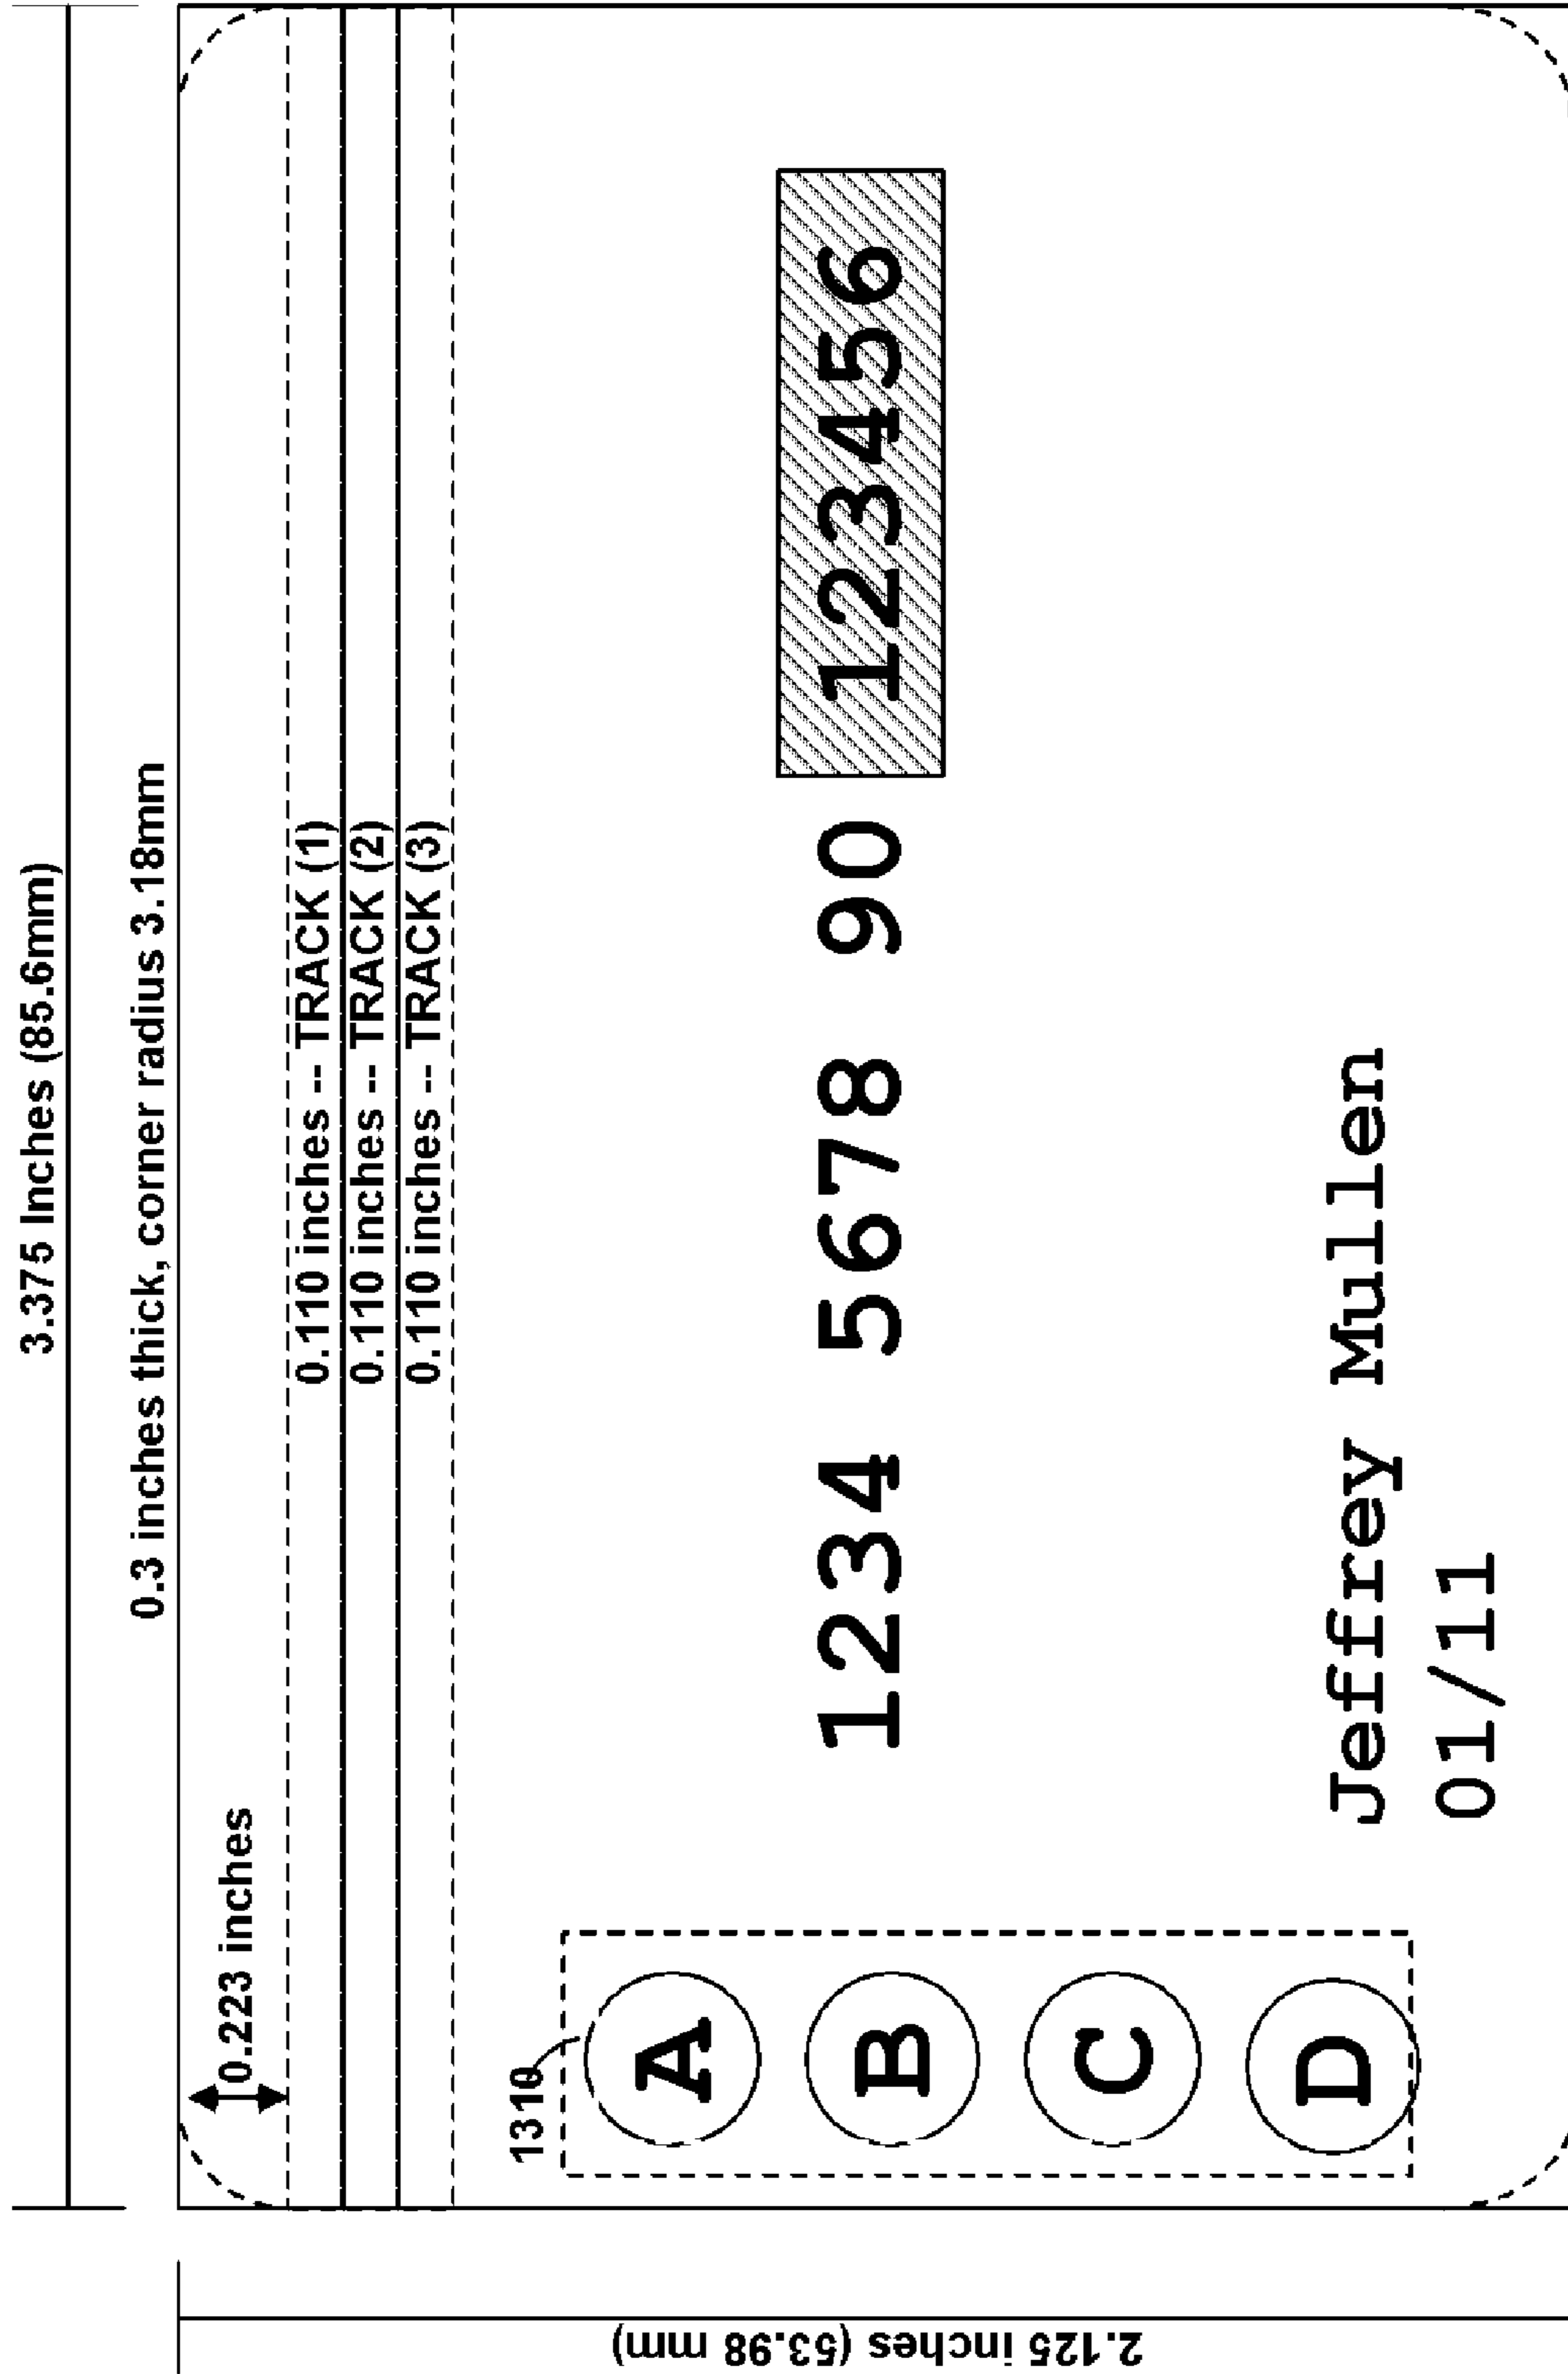 3.375 Inches (85.6mm)
0.3 inches thick, corner radius 3.18mm
0.223 inches
0.110 inches -- TRACK (1)
0.110 inches -- TRACK (2)
0.110 inches -- TRACK (3)
1310
A
B
C
D
1234 5678 90 123456
Jeffrey Mullen
01/11
2.125 inches (53.98 mm)